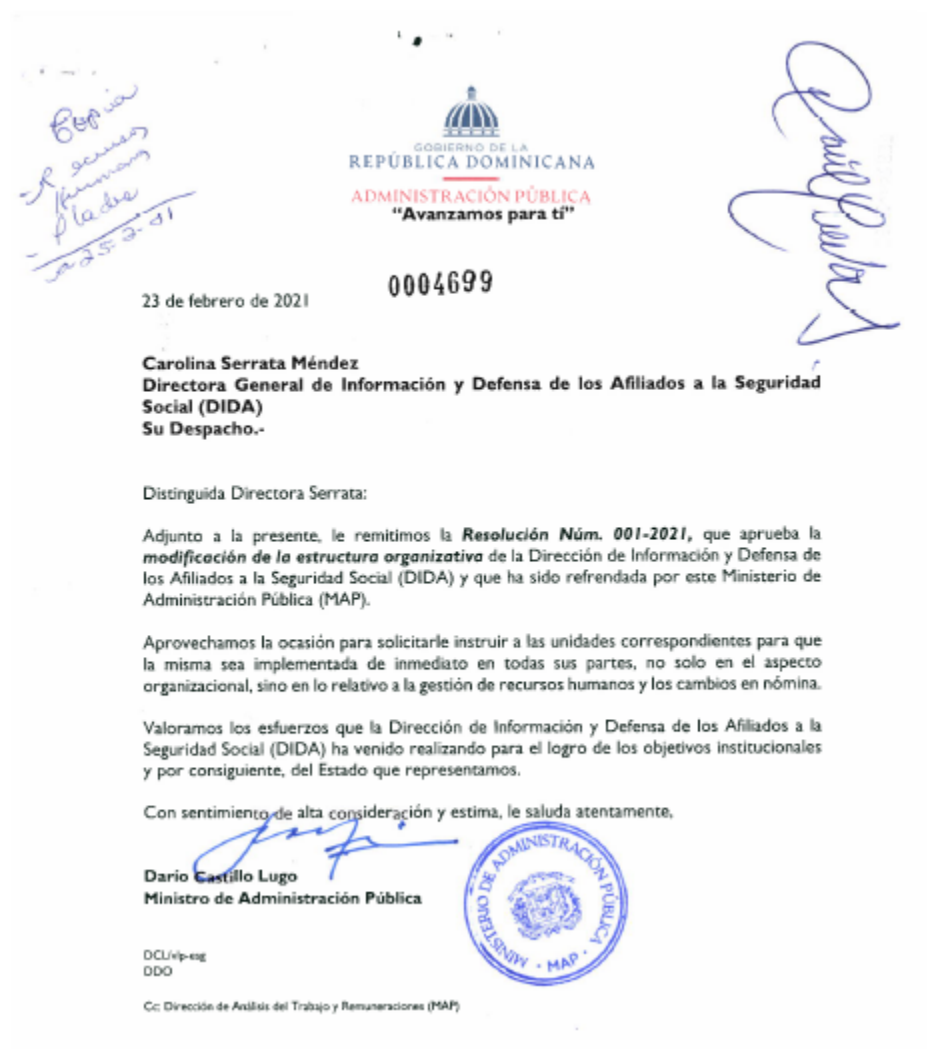 Copia
- Recursos
Humanos
- Plades
25-2-21
GOBIERNO DE LA
REPÚBLICA DOMINICANA
ADMINISTRACIÓN PÚBLICA
“Avanzamos para tí”
0004699
23 de febrero de 2021
Carolina Serrata Méndez
Directora General de Información y Defensa de los Afiliados a la Seguridad
Social (DIDA)
Su Despacho.-
Distinguida Directora Serrata:
Adjunto a la presente, le remitimos la Resolución Núm. 001-2021, que aprueba la
modificación de la estructura organizativa de la Dirección de Información y Defensa de
los Afiliados a la Seguridad Social (DIDA) y que ha sido refrendada por este Ministerio de
Administración Pública (MAP).
Aprovechamos la ocasión para solicitarle instruir a las unidades correspondientes para que
la misma sea implementada de inmediato en todas sus partes, no solo en el aspecto
organizacional, sino en lo relativo a la gestión de recursos humanos y los cambios en nómina.
Valoramos los esfuerzos que la Dirección de Información y Defensa de los Afiliados a la
Seguridad Social (DIDA) ha venido realizando para el logro de los objetivos institucionales
y por consiguiente, del Estado que representamos.
Con sentimiento de alta consideración y estima, le saluda atentamente,
Darío Castillo Lugo
Ministro de Administración Pública
MINISTERIO DE ADMINISTRACIÓN PÚBLICA
· MAP ·
DCL/vlp-esg
DDO
Cc: Dirección de Análisis del Trabajo y Remuneraciones (MAP)